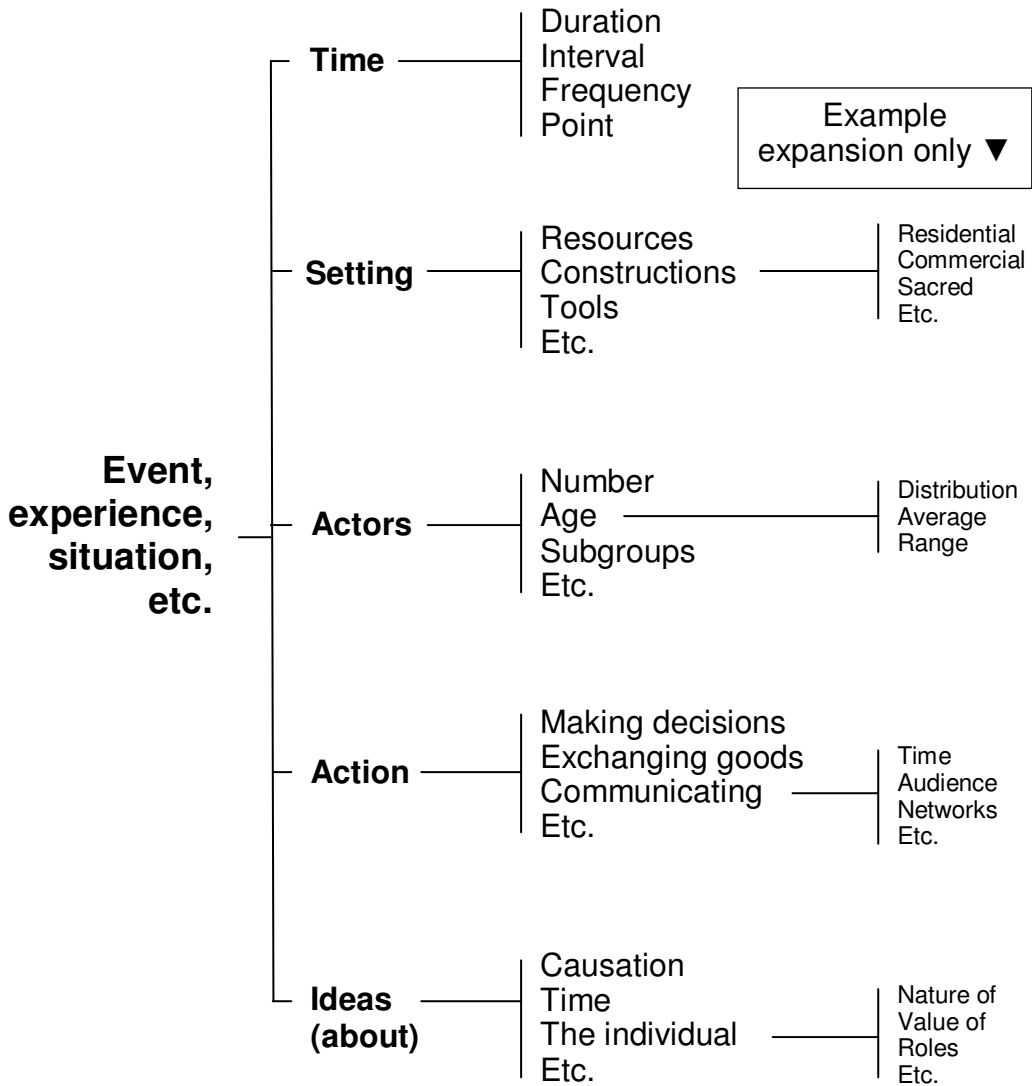 Duration
Time
Interval
Frequency
Point
Example
expansion only ▼
Resources
Setting
Constructions
Tools
Etc.
Residential
Commercial
Sacred
Etc.
Event,
experience,
situation,
etc.
Number
Actors
Age
Subgroups
Etc.
Distribution
Average
Range
Making decisions
Action
Exchanging goods
Communicating
Etc.
Time
Audience
Networks
Etc.
Causation
Ideas
(about)
Time
The individual
Etc.
Nature of
Value of
Roles
Etc.